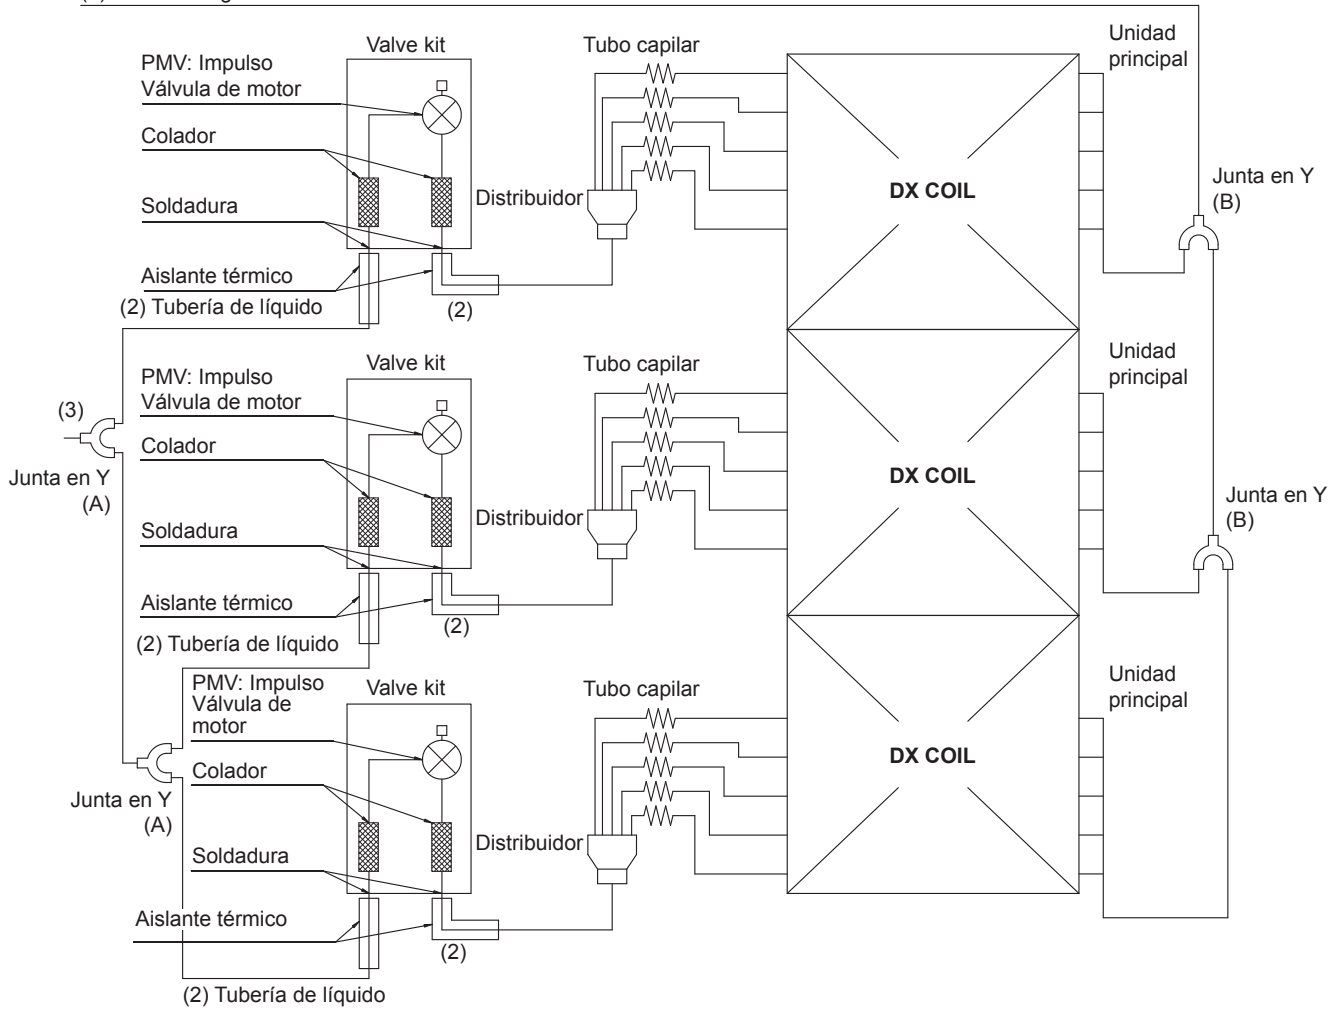 Valve kit
Tubo capilar
Unidad
principal
PMV: Impulso
Válvula de motor
Colador
Soldadura
Distribuidor
DX COIL
Junta en Y
(B)
Aislante térmico
(2) Tubería de líquido
(2)
Valve kit
Tubo capilar
Unidad
principal
PMV: Impulso
Válvula de motor
(3)
Colador
Junta en Y
(A)
Soldadura
Distribuidor
DX COIL
Junta en Y
(B)
Aislante térmico
(2)
(2) Tubería de líquido
PMV: Impulso
Válvula de
motor
Valve kit
Tubo capilar
Unidad
principal
Colador
Junta en Y
(A)
Soldadura
Distribuidor
DX COIL
Aislante térmico
(2)
(2) Tubería de líquido